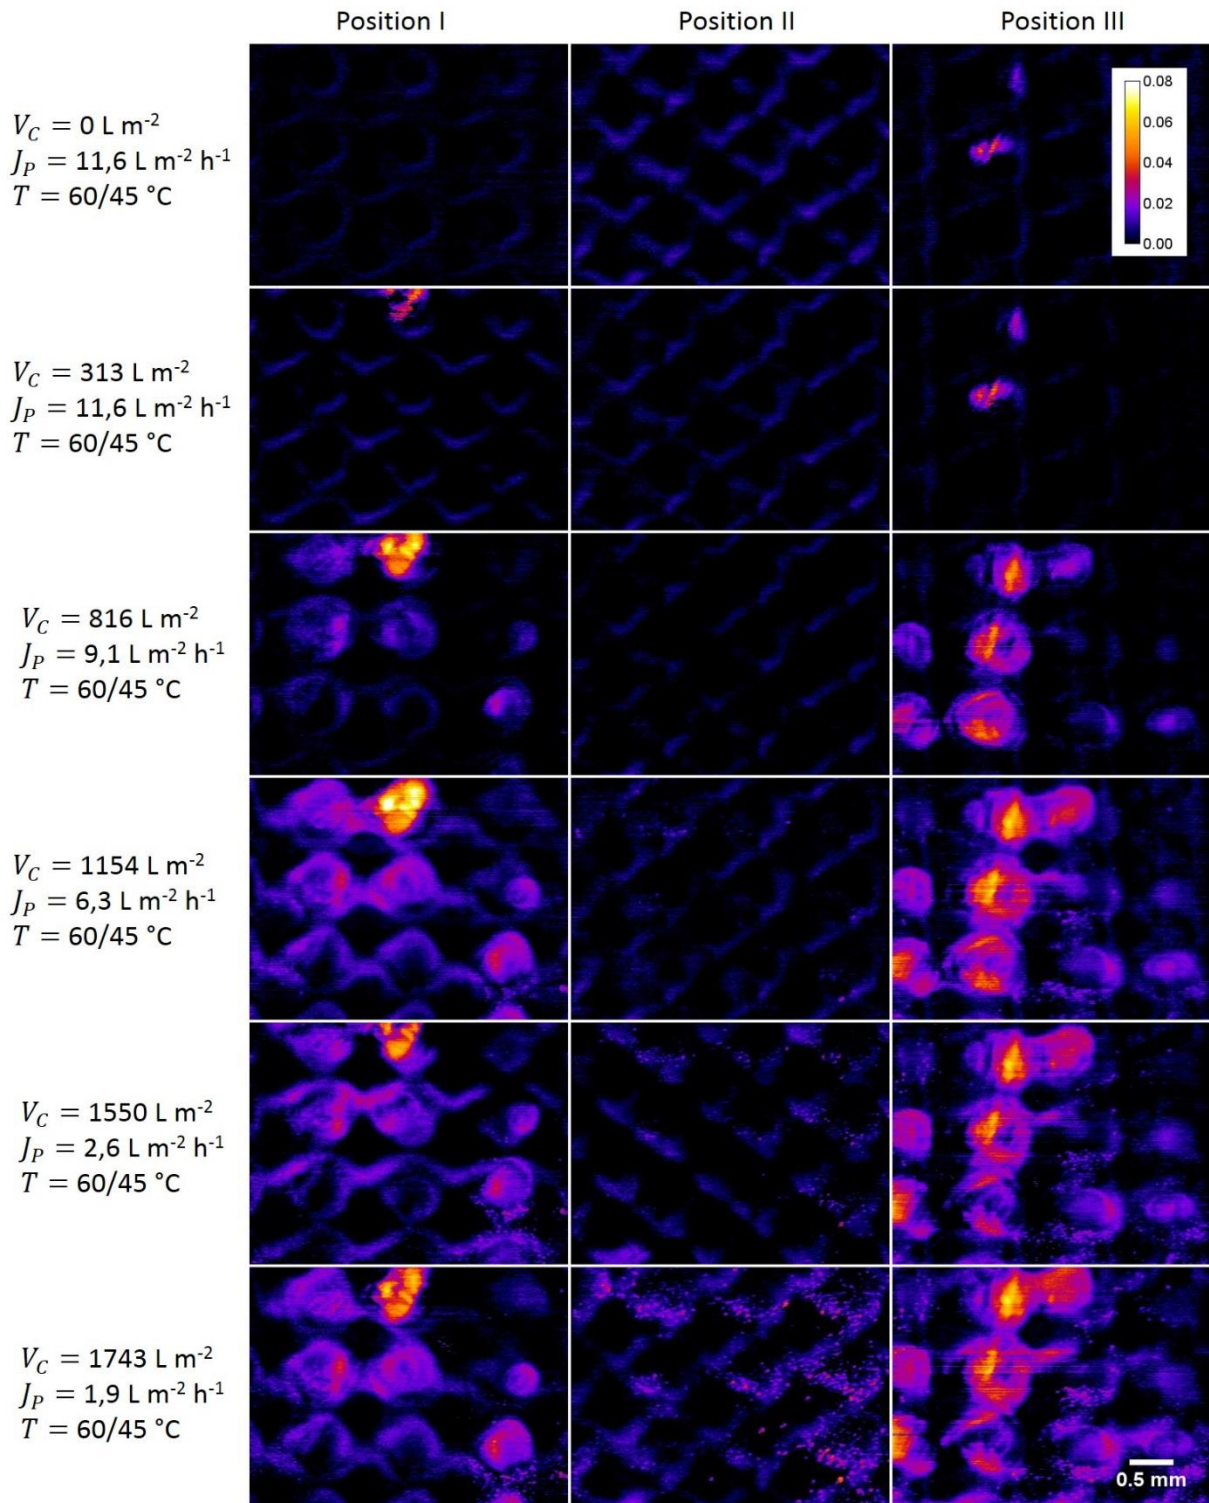 Position I Position II Position III
0.08
0.06
0.04
0.02
0.00
V_C = 0 L m⁻²
J_P = 11,6 L m⁻² h⁻¹
T = 60/45 °C
V_C = 313 L m⁻²
J_P = 11,6 L m⁻² h⁻¹
T = 60/45 °C
V_C = 816 L m⁻²
J_P = 9,1 L m⁻² h⁻¹
T = 60/45 °C
V_C = 1154 L m⁻²
J_P = 6,3 L m⁻² h⁻¹
T = 60/45 °C
V_C = 1550 L m⁻²
J_P = 2,6 L m⁻² h⁻¹
T = 60/45 °C
V_C = 1743 L m⁻²
J_P = 1,9 L m⁻² h⁻¹
T = 60/45 °C
0.5 mm